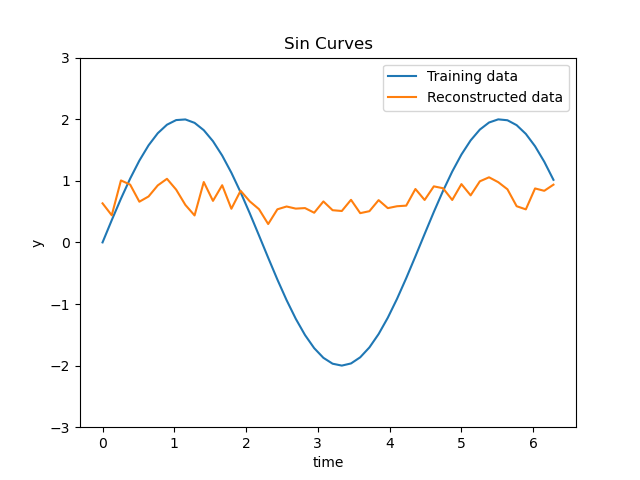 Sin Curves
Training data
Reconstructed data
3
2
1
0
−1
−2
−3
y
0 1 2 3 4 5 6
time